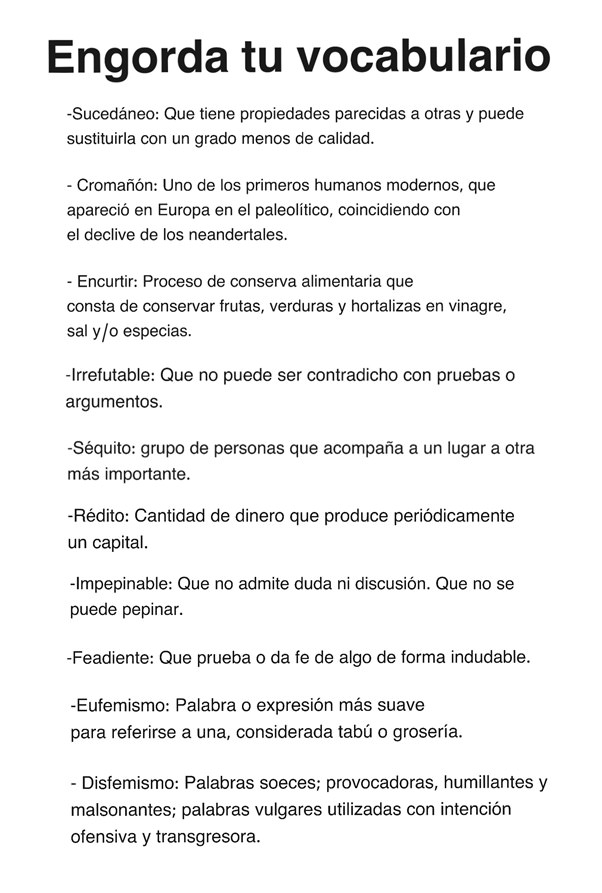 Engorda tu vocabulario
-Sucedáneo: Que tiene propiedades parecidas a otras y puede
sustituirla con un grado menos de calidad.
- Cromañón: Uno de los primeros humanos modernos, que
apareció en Europa en el paleolítico, coincidiendo con
el declive de los neandertales.
- Encurtir: Proceso de conserva alimentaria que
consta de conservar frutas, verduras y hortalizas en vinagre,
sal y/o especias.
-Irrefutable: Que no puede ser contradicho con pruebas o
argumentos.
-Séquito: grupo de personas que acompaña a un lugar a otra
más importante.
-Rédito: Cantidad de dinero que produce periódicamente
un capital.
-Impepinable: Que no admite duda ni discusión. Que no se
puede pepinar.
-Feadiente: Que prueba o da fe de algo de forma indudable.
-Eufemismo: Palabra o expresión más suave
para referirse a una, considerada tabú o grosería.
- Disfemismo: Palabras soeces; provocadoras, humillantes y
malsonantes; palabras vulgares utilizadas con intención
ofensiva y transgresora.